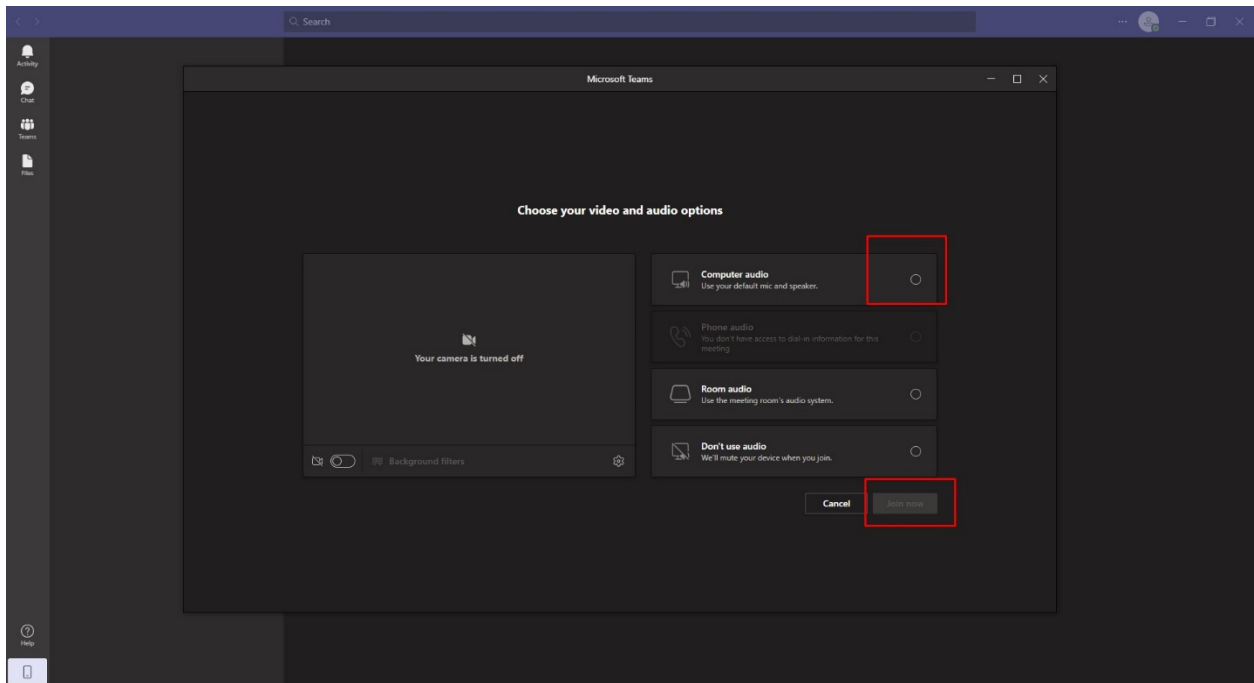 Search
Activity
Chat
Teams
Files
Microsoft Teams
Choose your video and audio options
Your camera is turned off
Background filters
Computer audio
Use your default mic and speaker.
Phone audio
You don't have access to dial-in information for this
meeting
Room audio
Use the meeting room's audio system.
Don't use audio
We'll mute your device when you join.
Cancel
Join now
Help